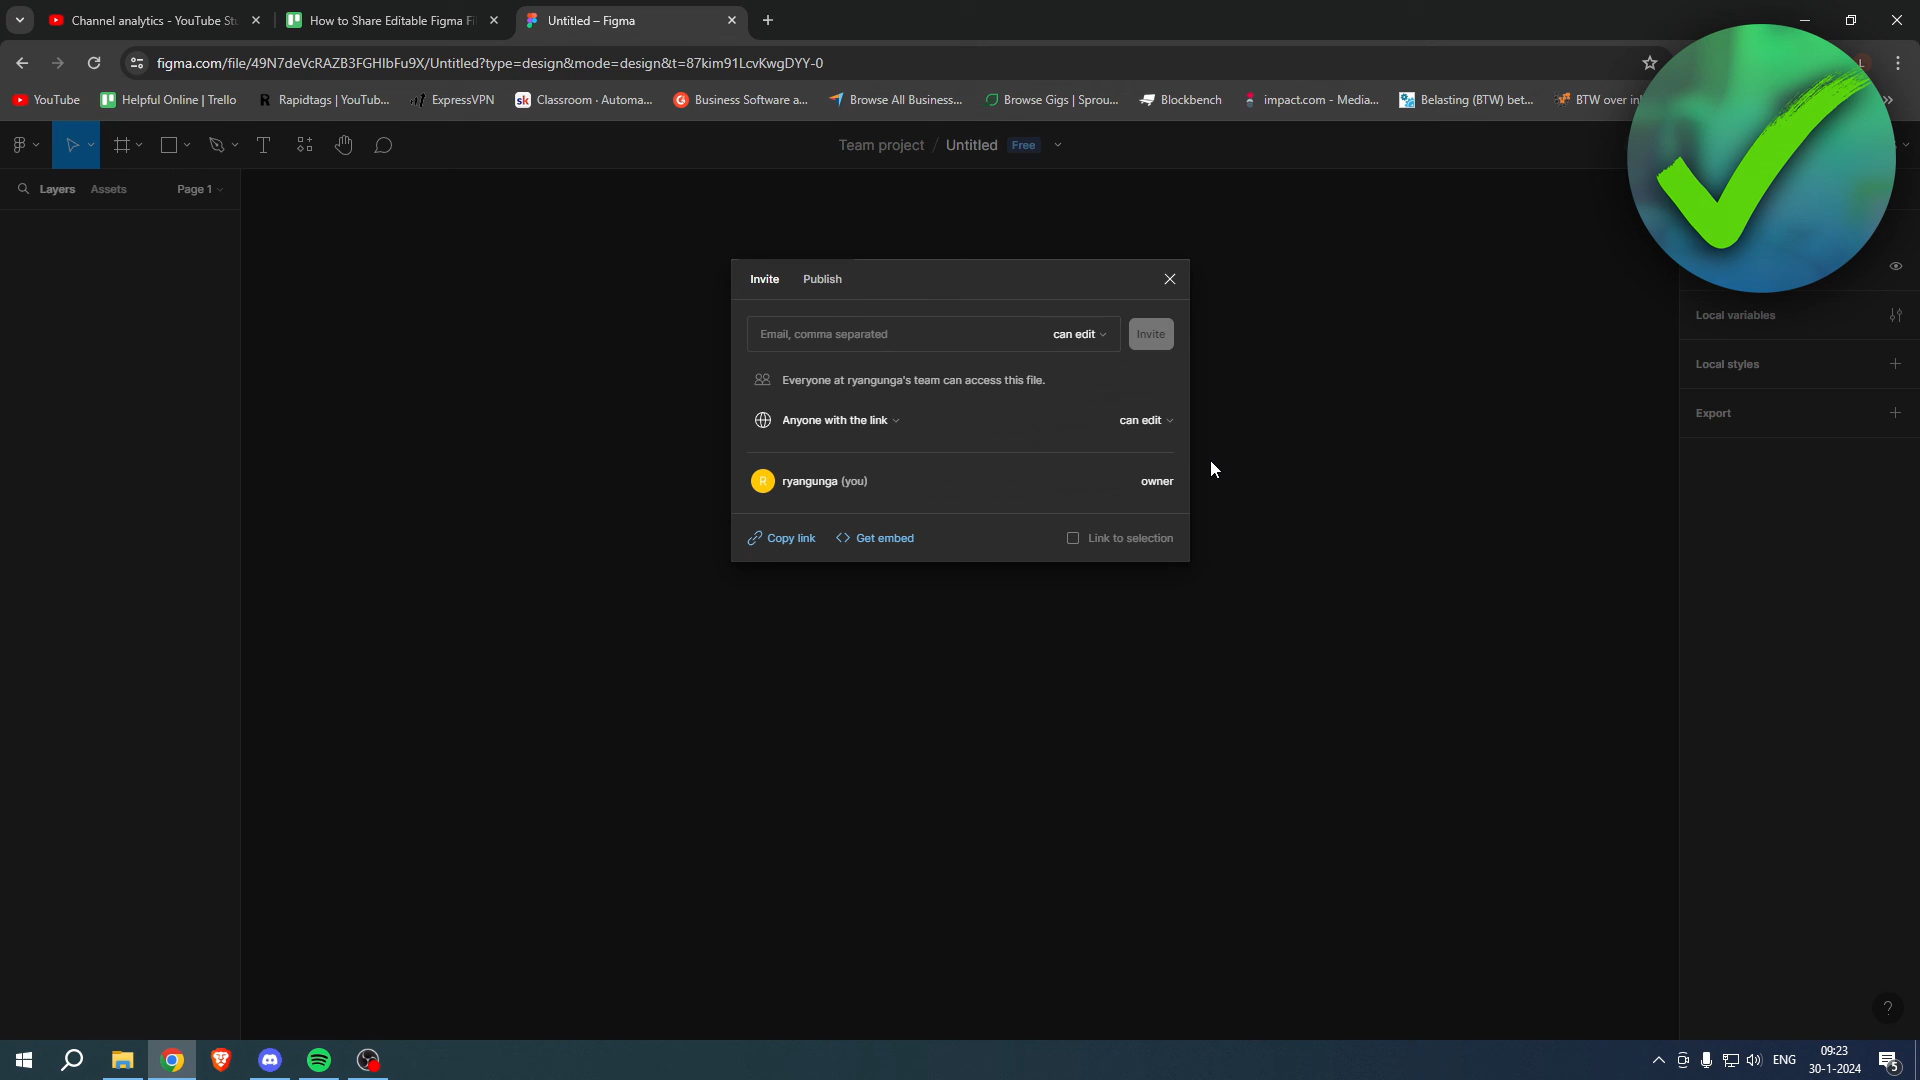 Channel analytics - YouTube St
How to Share Editable Figma Fi
Untitled – Figma
figma.com/file/49N7deVcRAZB3FGHIbFu9X/Untitled?type=design&mode=design&t=87kim91LcvKwgDYY-0
YouTube
Helpful Online | Trello
Rapidtags | YouTub...
ExpressVPN
Classroom · Automa...
Business Software a...
Browse All Business...
Browse Gigs | Sprou...
Blockbench
impact.com - Media...
Belasting (BTW) bet...
BTW over in
Team project / Untitled Free
Layers Assets Page 1
Invite Publish
Email, comma separated can edit Invite
Everyone at ryangunga's team can access this file.
Anyone with the link can edit
R ryangunga (you) owner
Copy link Get embed Link to selection
Local variables
Local styles
Export
?
ENG
09:23
30-1-2024
5